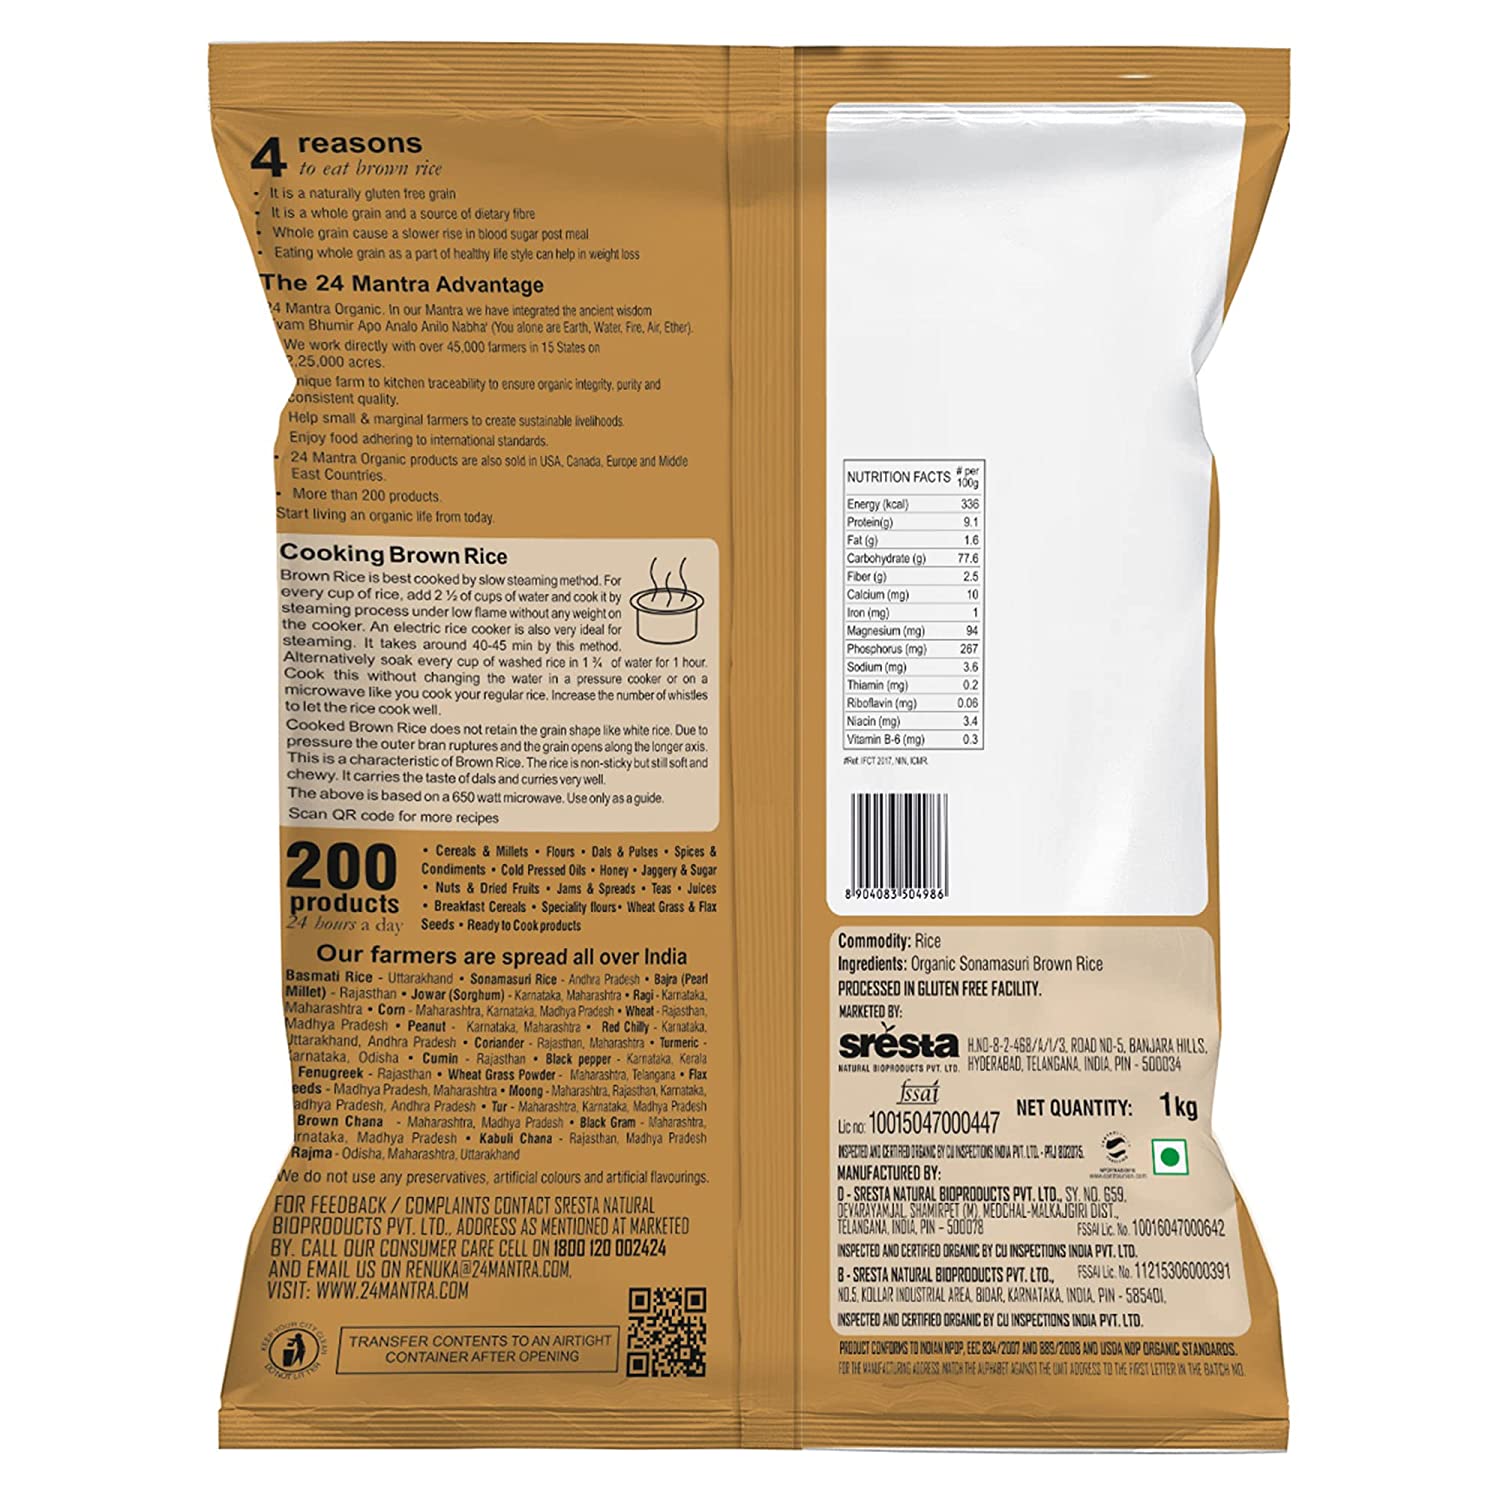 4 reasons
to eat brown rice
• It is a naturally gluten free grain
• It is a whole grain and a source of dietary fibre
• Whole grain cause a slower rise in blood sugar post meal
• Eating whole grain as a part of healthy life style can help in weight loss
The 24 Mantra Advantage
24 Mantra Organic. In our Mantra we have integrated the ancient wisdom
vam Bhumir Apo Analo Anilo Nabha' (You alone are Earth, Water, Fire, Air, Ether).
We work directly with over 45,000 farmers in 15 States on
2,25,000 acres.
nique farm to kitchen traceability to ensure organic integrity, purity and
consistent quality.
Help small & marginal farmers to create sustainable livelihoods.
Enjoy food adhering to international standards.
• 24 Mantra Organic products are also sold in USA, Canada, Europe and Middle
East Countries.
• More than 200 products.
Start living an organic life from today.
Cooking Brown Rice
Brown Rice is best cooked by slow steaming method. For
every cup of rice, add 2 ½ of cups of water and cook it by
steaming process under low flame without any weight on
the cooker. An electric rice cooker is also very ideal for
steaming. It takes around 40-45 min by this method.
Alternatively soak every cup of washed rice in 1 ¾ of water for 1 hour.
Cook this without changing the water in a pressure cooker or on a
microwave like you cook your regular rice. Increase the number of whistles
to let the rice cook well.
Cooked Brown Rice does not retain the grain shape like white rice. Due to
pressure the outer bran ruptures and the grain opens along the longer axis.
This is a characteristic of Brown Rice. The rice is non-sticky but still soft and
chewy. It carries the taste of dals and curries very well.
The above is based on a 650 watt microwave. Use only as a guide.
Scan QR code for more recipes
200
products
24 hours a day
• Cereals & Millets • Flours • Dals & Pulses • Spices &
Condiments • Cold Pressed Oils • Honey • Jaggery & Sugar
• Nuts & Dried Fruits • Jams & Spreads • Teas • Juices
• Breakfast Cereals • Speciality flours• Wheat Grass & Flax
Seeds • Ready to Cook products
Our farmers are spread all over India
Basmati Rice - Uttarakhand • Sonamasuri Rice - Andhra Pradesh • Bajra (Pearl
Millet) - Rajasthan • Jowar (Sorghum) - Karnataka, Maharashtra • Ragi - Karnataka,
Maharashtra • Corn - Maharashtra, Karnataka, Madhya Pradesh • Wheat - Rajasthan,
Madhya Pradesh • Peanut - Karnataka, Maharashtra • Red Chilly - Karnataka,
Uttarakhand, Andhra Pradesh • Coriander - Rajasthan, Maharashtra • Turmeric -
Karnataka, Odisha • Cumin - Rajasthan • Black pepper - Karnataka, Kerala
Fenugreek - Rajasthan • Wheat Grass Powder - Maharashtra, Telangana • Flax
eeds - Madhya Pradesh, Maharashtra • Moong - Maharashtra, Rajasthan, Karnataka,
adhya Pradesh, Andhra Pradesh • Tur - Maharashtra, Karnataka, Madhya Pradesh
Brown Chana - Maharashtra, Madhya Pradesh • Black Gram - Maharashtra,
rnataka, Madhya Pradesh • Kabuli Chana - Rajasthan, Madhya Pradesh
Rajma - Odisha, Maharashtra, Uttarakhand
We do not use any preservatives, artificial colours and artificial flavourings.
FOR FEEDBACK / COMPLAINTS CONTACT SRESTA NATURAL
BIOPRODUCTS PVT. LTD., ADDRESS AS MENTIONED AT MARKETED
BY. CALL OUR CONSUMER CARE CELL ON 1800 120 002424
AND EMAIL US ON RENUKA@24MANTRA.COM,
VISIT: WWW.24MANTRA.COM
KEEP YOUR CITY CLEAN
DO NOT LITTER
TRANSFER CONTENTS TO AN AIRTIGHT
CONTAINER AFTER OPENING
NUTRITION FACTS # per 100g
Energy (kcal) 336
Protein(g) 9.1
Fat (g) 1.6
Carbohydrate (g) 77.6
Fiber (g) 2.5
Calcium (mg) 10
Iron (mg) 1
Magnesium (mg) 94
Phosphorus (mg) 267
Sodium (mg) 3.6
Thiamin (mg) 0.2
Riboflavin (mg) 0.06
Niacin (mg) 3.4
Vitamin B-6 (mg) 0.3
#Ref. IFCT 2017, NIN, ICMR.
8 904083 504986
Commodity: Rice
Ingredients: Organic Sonamasuri Brown Rice
PROCESSED IN GLUTEN FREE FACILITY.
MARKETED BY:
sresta
NATURAL BIOPRODUCTS PVT. LTD.
H.NO-8-2-468/A/1/3, ROAD NO-5, BANJARA HILLS,
HYDERABAD, TELANGANA, INDIA, PIN - 500034
fssai
Lic no: 10015047000447
NET QUANTITY: 1 kg
INSPECTED AND CERTIFIED ORGANIC BY CU INSPECTIONS INDIA PVT. LTD. - PRJ 802075.
MANUFACTURED BY:
D - SRESTA NATURAL BIOPRODUCTS PVT. LTD., SY. NO. 659,
DEVARAYAMJAL, SHAMIRPET (M), MEDCHAL-MALKAJGIRI DIST.,
TELANGANA, INDIA, PIN - 500078 FSSAI Lic. No. 10016047000642
INSPECTED AND CERTIFIED ORGANIC BY CU INSPECTIONS INDIA PVT. LTD.
B - SRESTA NATURAL BIOPRODUCTS PVT. LTD., FSSAI Lic. No. 11215306000391
NO.5, KOLLAR INDUSTRIAL AREA, BIDAR, KARNATAKA, INDIA, PIN - 585401,
INSPECTED AND CERTIFIED ORGANIC BY CU INSPECTIONS INDIA PVT. LTD.
PRODUCT CONFORMS TO INDIAN NPOP, EEC 834/2007 AND 889/2008 AND USDA NOP ORGANIC STANDARDS.
FOR THE MANUFACTURING ADDRESS MATCH THE ALPHABET AGAINST THE UNIT ADDRESS TO THE FIRST LETTER IN THE BATCH NO.